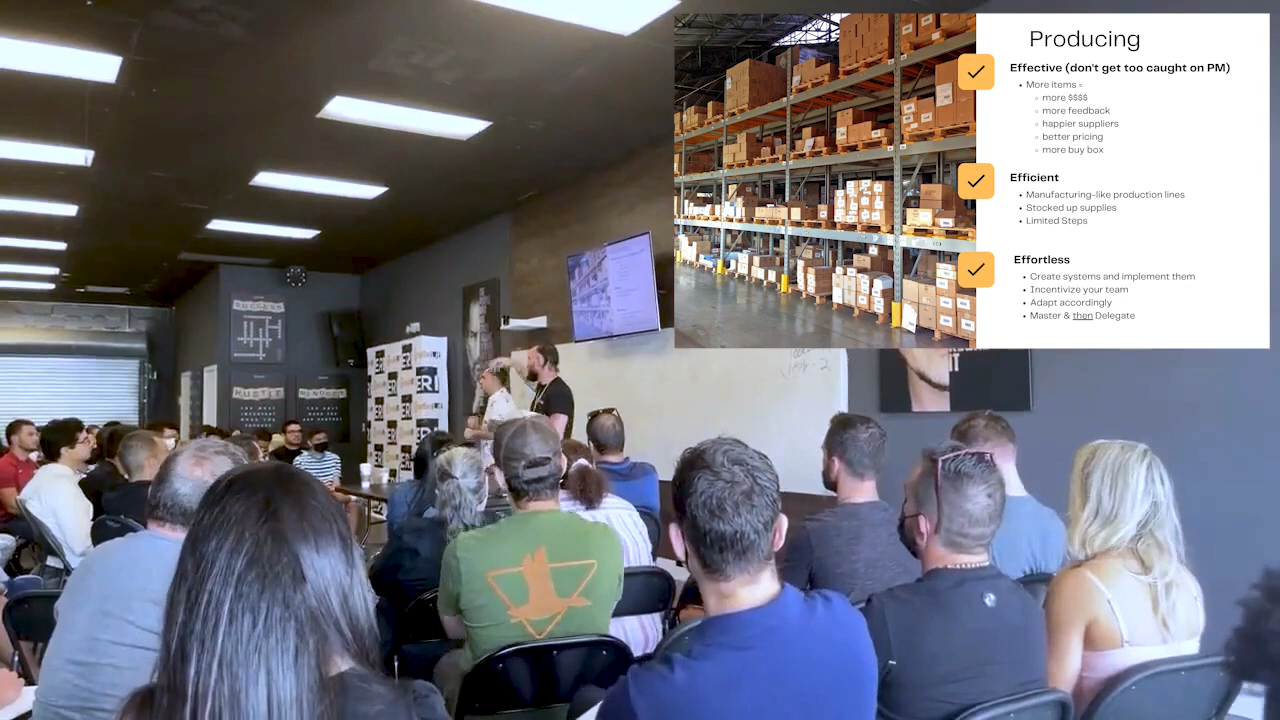 Producing
Effective (don't get too caught on PM)
• More items =
◦ more $$$$
◦ more feedback
◦ happier suppliers
◦ better pricing
◦ more buy box
Efficient
• Manufacturing-like production lines
• Stocked up supplies
• Limited Steps
Effortless
• Create systems and implement them
• Incentivize your team
• Adapt accordingly
• Master & then Delegate
SUCCESS
HUSTLE
MINDSET